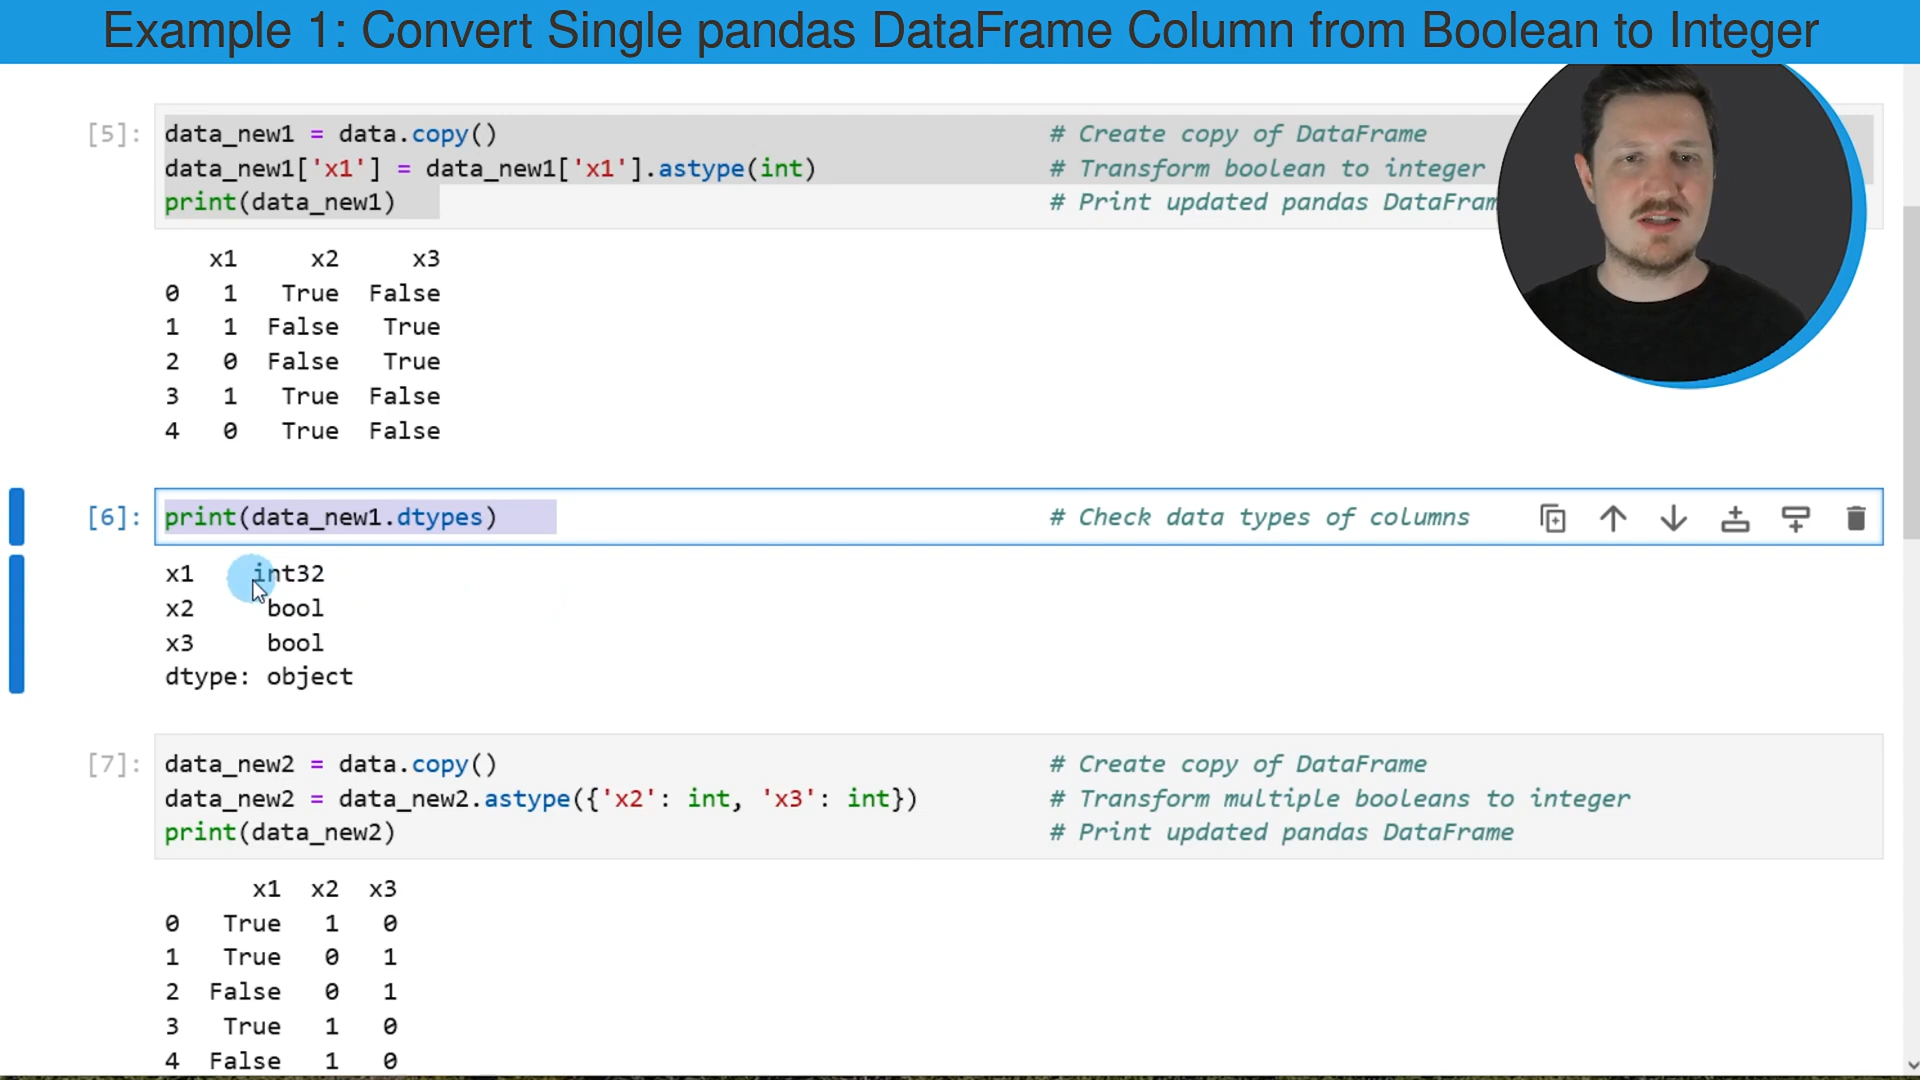 Example 1: Convert Single pandas DataFrame Column from Boolean to Integer
[5]: data_new1 = data.copy() # Create copy of DataFrame
data_new1['x1'] = data_new1['x1'].astype(int) # Transform boolean to integer
print(data_new1) # Print updated pandas DataFram
x1 x2 x3
0 1 True False
1 1 False True
2 0 False True
3 1 True False
4 0 True False
[6]: print(data_new1.dtypes) # Check data types of columns
x1 int32
x2 bool
x3 bool
dtype: object
[7]: data_new2 = data.copy() # Create copy of DataFrame
data_new2 = data_new2.astype({'x2': int, 'x3': int}) # Transform multiple booleans to integer
print(data_new2) # Print updated pandas DataFrame
x1 x2 x3
0 True 1 0
1 True 0 1
2 False 0 1
3 True 1 0
4 False 1 0